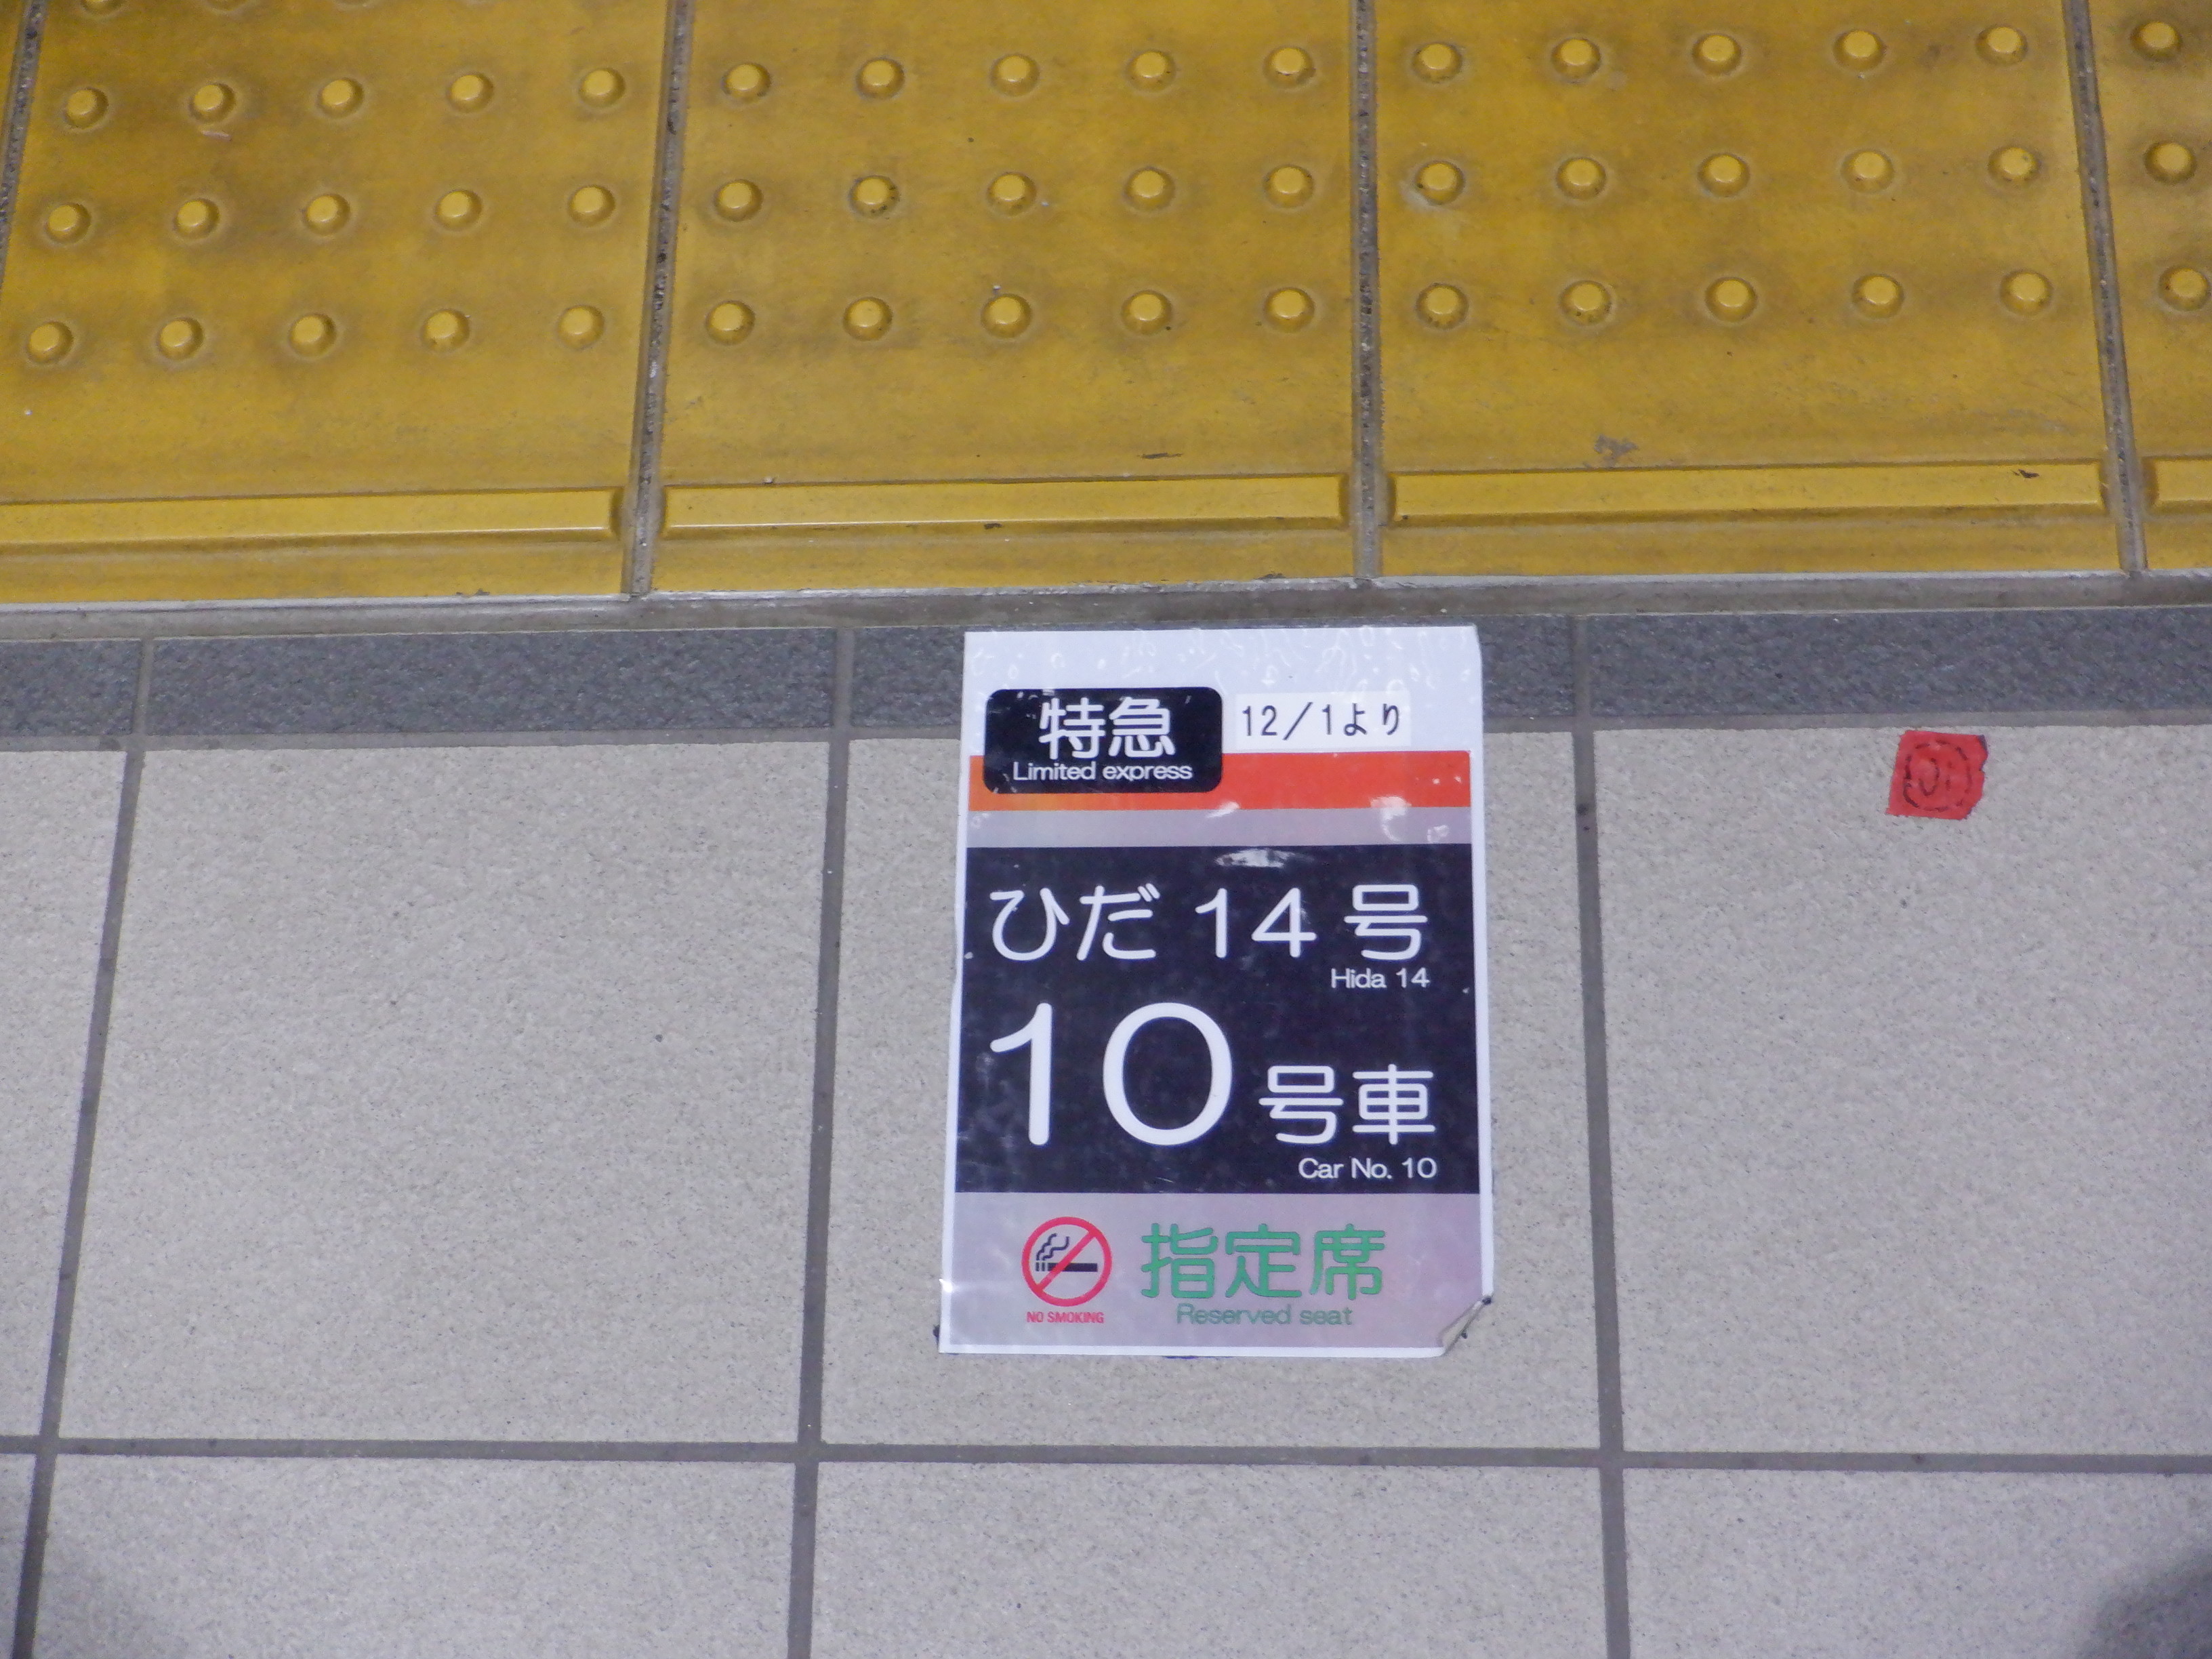 特急 12/1より
Limited express
ひだ 14 号
Hida 14
10 号車
Car No. 10
指定席
NO SMOKING Reserved seat